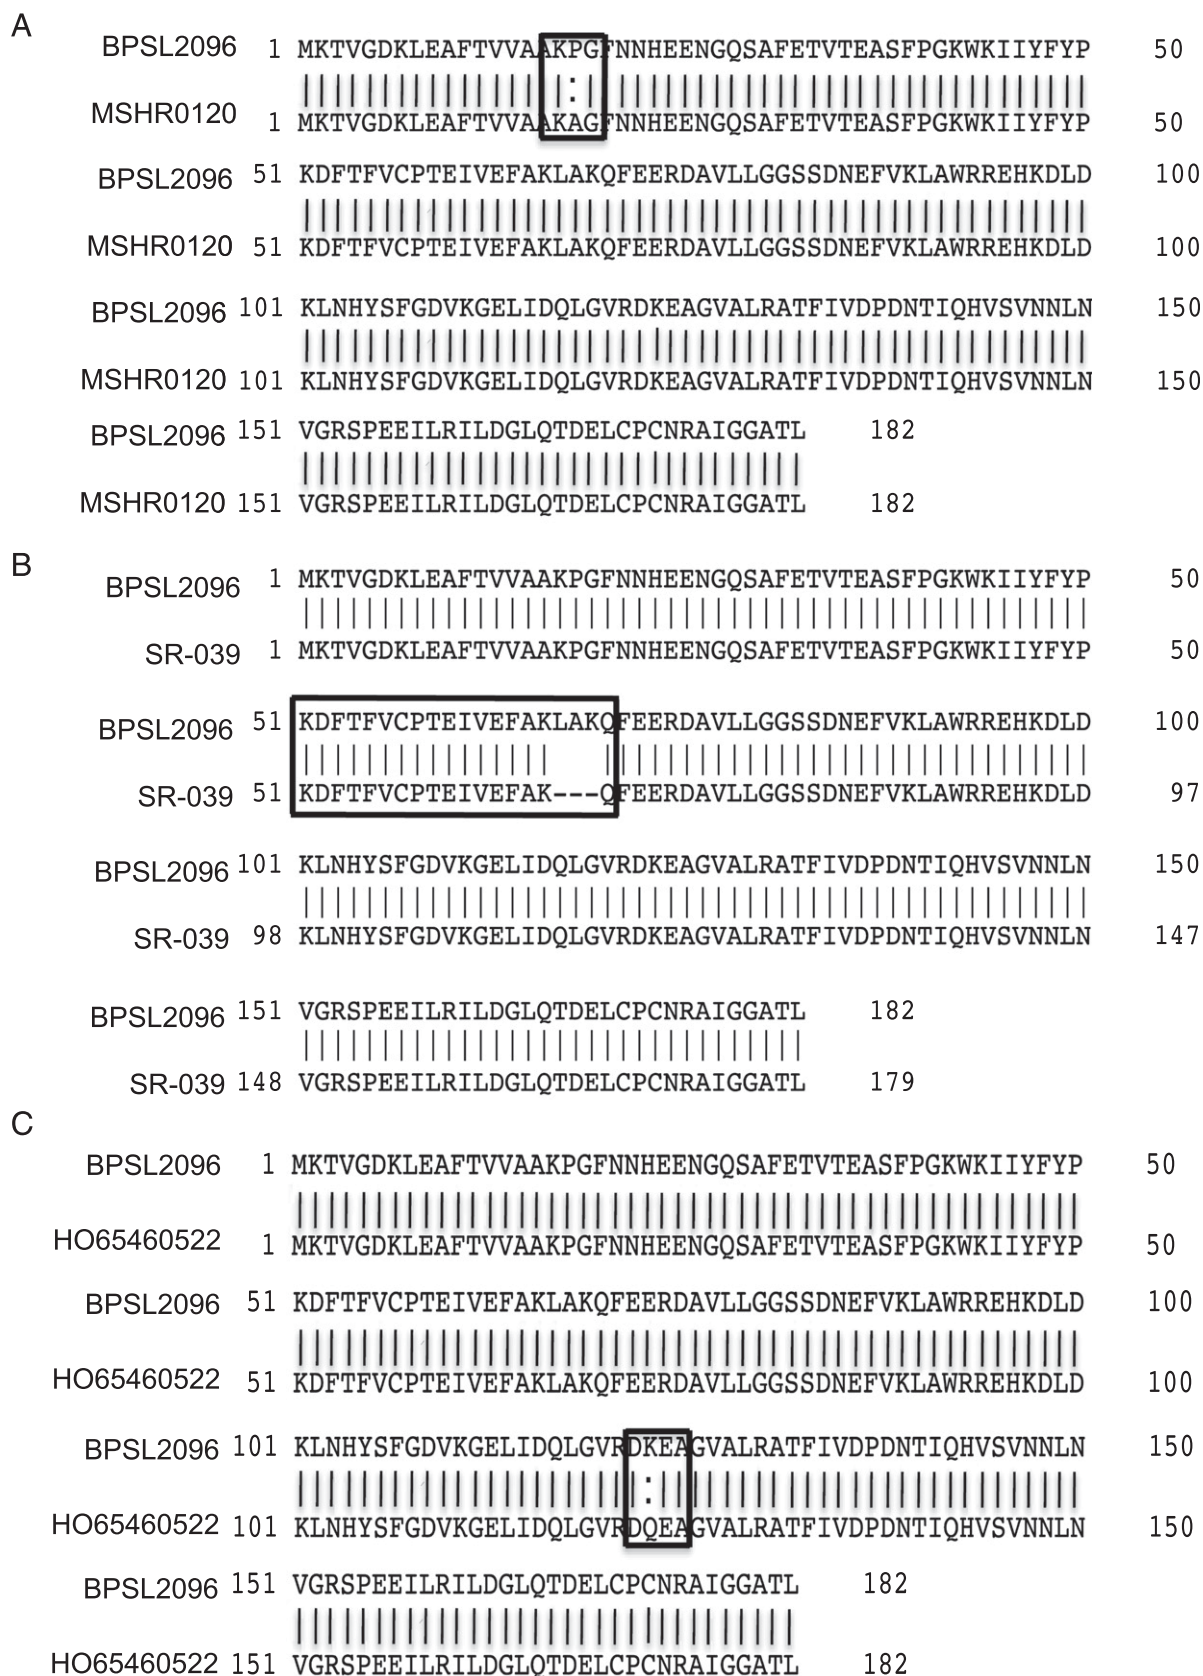 A
BPSL2096 1 MKTVGDKLEAFTVVAAKPGFNNHEENGQSAFETVTEASFPGKWKIIYFYP 50
MSHR0120 1 MKTVGDKLEAFTVVAAKAGFNNHEENGQSAFETVTEASFPGKWKIIYFYP 50
BPSL2096 51 KDFTFVCPTEIVEFAKLAKQFEERDAVLLGGSSDNEFVKLAWRREHKDLD 100
MSHR0120 51 KDFTFVCPTEIVEFAKLAKQFEERDAVLLGGSSDNEFVKLAWRREHKDLD 100
BPSL2096 101 KLNHYSFGDVKGELIDQLGVRDKEAGVALRATFIVDPDNTIQHVSVNNLN 150
MSHR0120 101 KLNHYSFGDVKGELIDQLGVRDKEAGVALRATFIVDPDNTIQHVSVNNLN 150
BPSL2096 151 VGRSPEEILRILDGLQTDELCPCNRAIGGATL 182
MSHR0120 151 VGRSPEEILRILDGLQTDELCPCNRAIGGATL 182
B
BPSL2096 1 MKTVGDKLEAFTVVAAKPGFNNHEENGQSAFETVTEASFPGKWKIIYFYP 50
SR-039 1 MKTVGDKLEAFTVVAAKPGFNNHEENGQSAFETVTEASFPGKWKIIYFYP 50
BPSL2096 51 KDFTFVCPTEIVEFAKLAKQFEERDAVLLGGSSDNEFVKLAWRREHKDLD 100
SR-039 51 KDFTFVCPTEIVEFAK---QFEERDAVLLGGSSDNEFVKLAWRREHKDLD 97
BPSL2096 101 KLNHYSFGDVKGELIDQLGVRDKEAGVALRATFIVDPDNTIQHVSVNNLN 150
SR-039 98 KLNHYSFGDVKGELIDQLGVRDKEAGVALRATFIVDPDNTIQHVSVNNLN 147
BPSL2096 151 VGRSPEEILRILDGLQTDELCPCNRAIGGATL 182
SR-039 148 VGRSPEEILRILDGLQTDELCPCNRAIGGATL 179
C
BPSL2096 1 MKTVGDKLEAFTVVAAKPGFNNHEENGQSAFETVTEASFPGKWKIIYFYP 50
HO65460522 1 MKTVGDKLEAFTVVAAKPGFNNHEENGQSAFETVTEASFPGKWKIIYFYP 50
BPSL2096 51 KDFTFVCPTEIVEFAKLAKQFEERDAVLLGGSSDNEFVKLAWRREHKDLD 100
HO65460522 51 KDFTFVCPTEIVEFAKLAKQFEERDAVLLGGSSDNEFVKLAWRREHKDLD 100
BPSL2096 101 KLNHYSFGDVKGELIDQLGVRDKEAGVALRATFIVDPDNTIQHVSVNNLN 150
HO65460522 101 KLNHYSFGDVKGELIDQLGVRDQEAGVALRATFIVDPDNTIQHVSVNNLN 150
BPSL2096 151 VGRSPEEILRILDGLQTDELCPCNRAIGGATL 182
HO65460522 151 VGRSPEEILRILDGLQTDELCPCNRAIGGATL 182